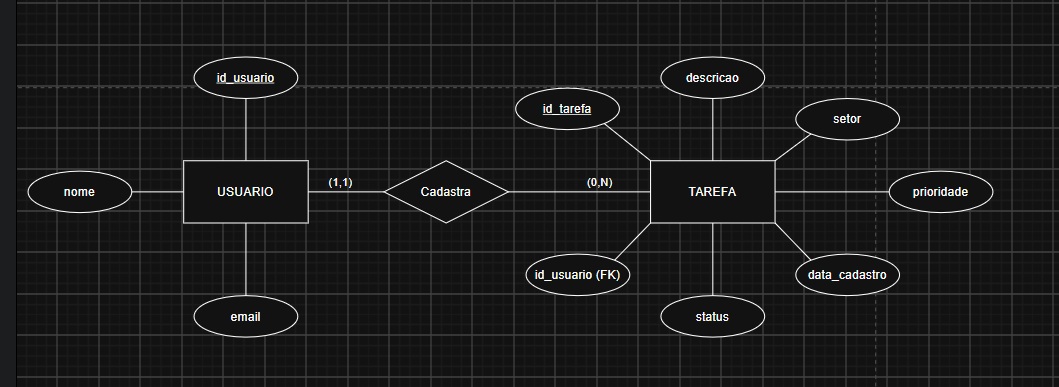 id_usuario
descricao
id_tarefa
setor
nome
USUARIO
(1,1)
Cadastra
(0,N)
TAREFA
prioridade
id_usuario (FK)
data_cadastro
email
status